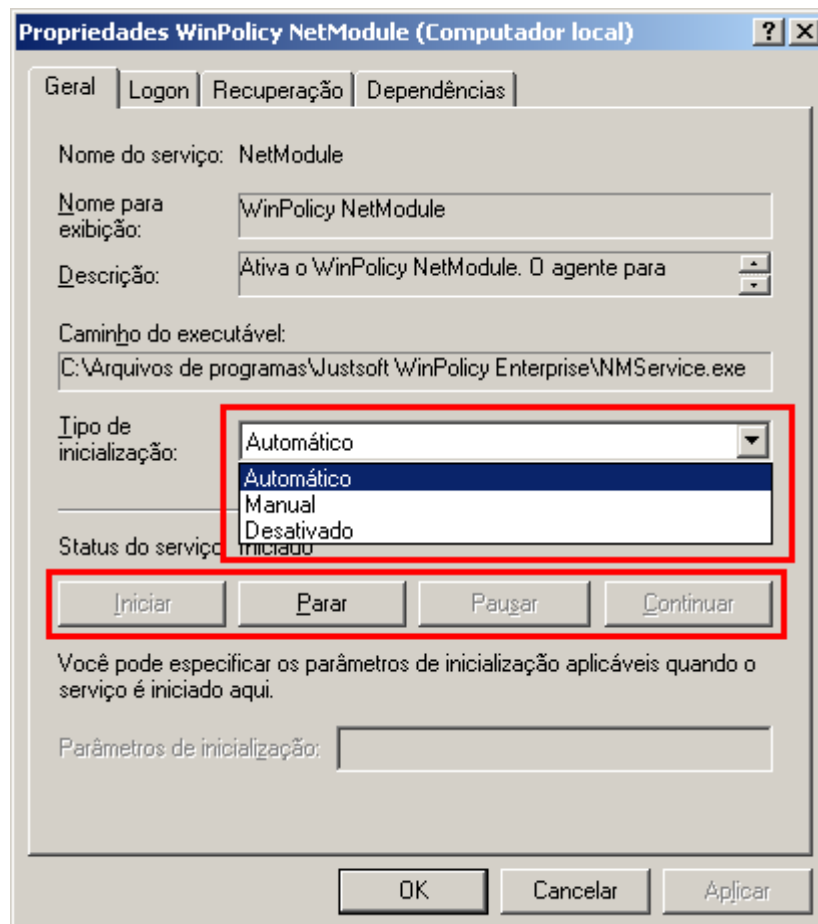 Propriedades WinPolicy NetModule (Computador local)
Geral Logon Recuperação Dependências
Nome do serviço: NetModule
Nome para exibição: WinPolicy NetModule
Descrição: Ativa o WinPolicy NetModule. O agente para
Caminho do executável:
C:\Arquivos de programas\Justsoft WinPolicy Enterprise\NMService.exe
Tipo de inicialização: Automático
Automático
Manual
Desativado
Status do serviço Iniciado
Iniciar Parar Pausar Continuar
Você pode especificar os parâmetros de inicialização aplicáveis quando o
serviço é iniciado aqui.
Parâmetros de inicialização:
OK Cancelar Aplicar